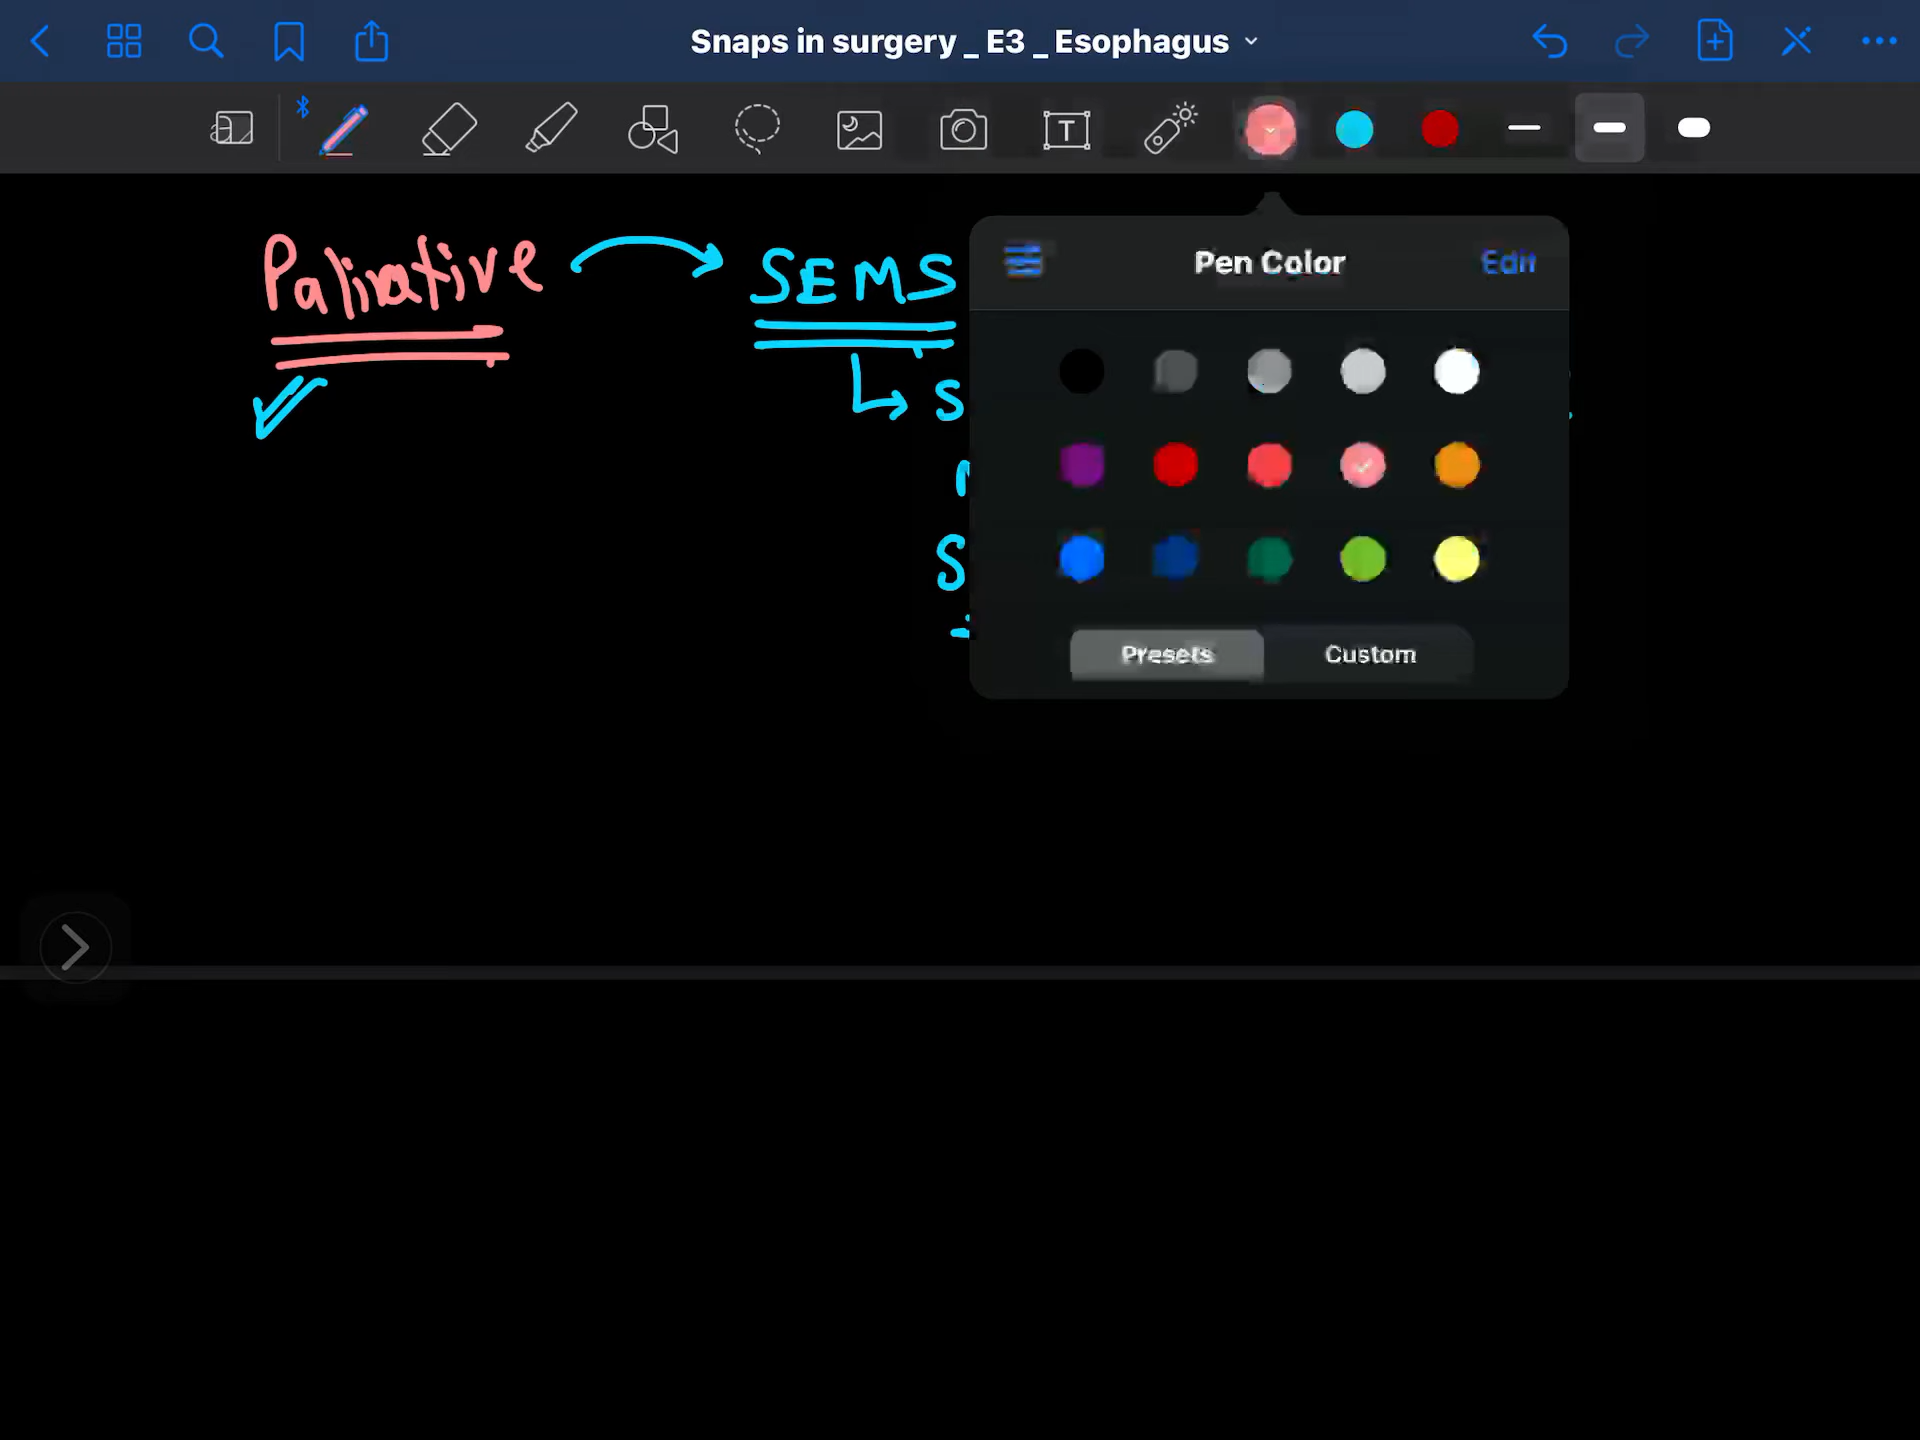 Snaps in surgery _ E3 _ Esophagus
T
Paliative SEMS
Pen Color
Edit
S
S
Presets
Custom